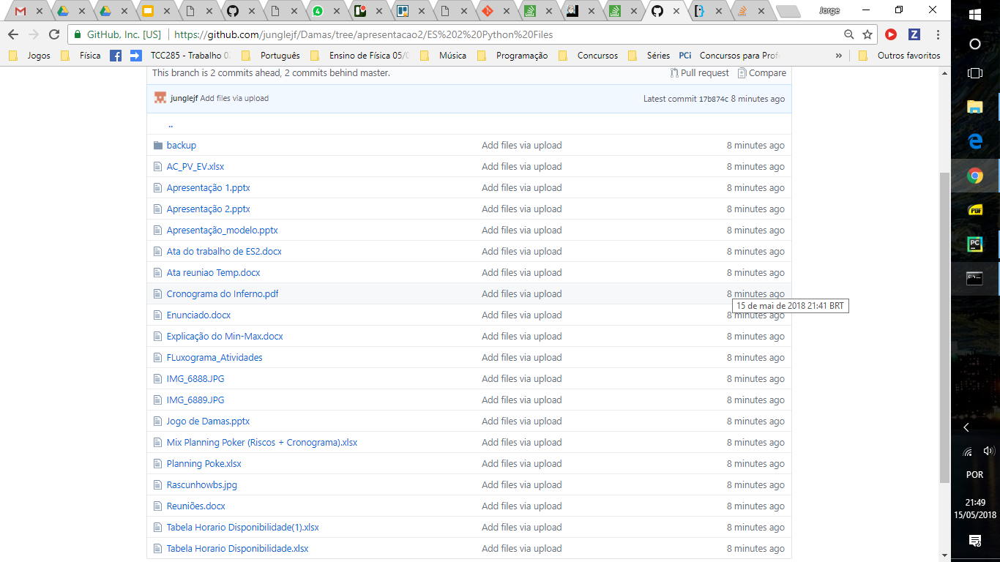 Jorge
GitHub, Inc. [US] https://github.com/junglejf/Damas/tree/apresentacao2/ES%202%20Python%20Files
Jogos Física TCC285 - Trabalho 0 Português Ensino de Física 05/ Música Programação Concursos Séries PCi Concursos para Prof » Outros favoritos
This branch is 2 commits ahead, 2 commits behind master. Pull request Compare
junglejf Add files via upload Latest commit 17b874c 8 minutes ago
..
backup Add files via upload 8 minutes ago
AC_PV_EV.xlsx Add files via upload 8 minutes ago
Apresentação 1.pptx Add files via upload 8 minutes ago
Apresentação 2.pptx Add files via upload 8 minutes ago
Apresentação_modelo.pptx Add files via upload 8 minutes ago
Ata do trabalho de ES2.docx Add files via upload 8 minutes ago
Ata reuniao Temp.docx Add files via upload 8 minutes ago
Cronograma do Inferno.pdf Add files via upload 8 minutes ago
15 de mai de 2018 21:41 BRT
Enunciado.docx Add files via upload 8 minutes ago
Explicação do Min-Max.docx Add files via upload 8 minutes ago
FLuxograma_Atividades Add files via upload 8 minutes ago
IMG_6888.JPG Add files via upload 8 minutes ago
IMG_6889.JPG Add files via upload 8 minutes ago
Jogo de Damas.pptx Add files via upload 8 minutes ago
Mix Planning Poker (Riscos + Cronograma).xlsx Add files via upload 8 minutes ago
Planning Poke.xlsx Add files via upload 8 minutes ago
Rascunhowbs.jpg Add files via upload 8 minutes ago
Reuniões.docx Add files via upload 8 minutes ago
Tabela Horario Disponibilidade(1).xlsx Add files via upload 8 minutes ago
Tabela Horario Disponibilidade.xlsx Add files via upload 8 minutes ago
PDF
PC
POR
21:49
15/05/2018